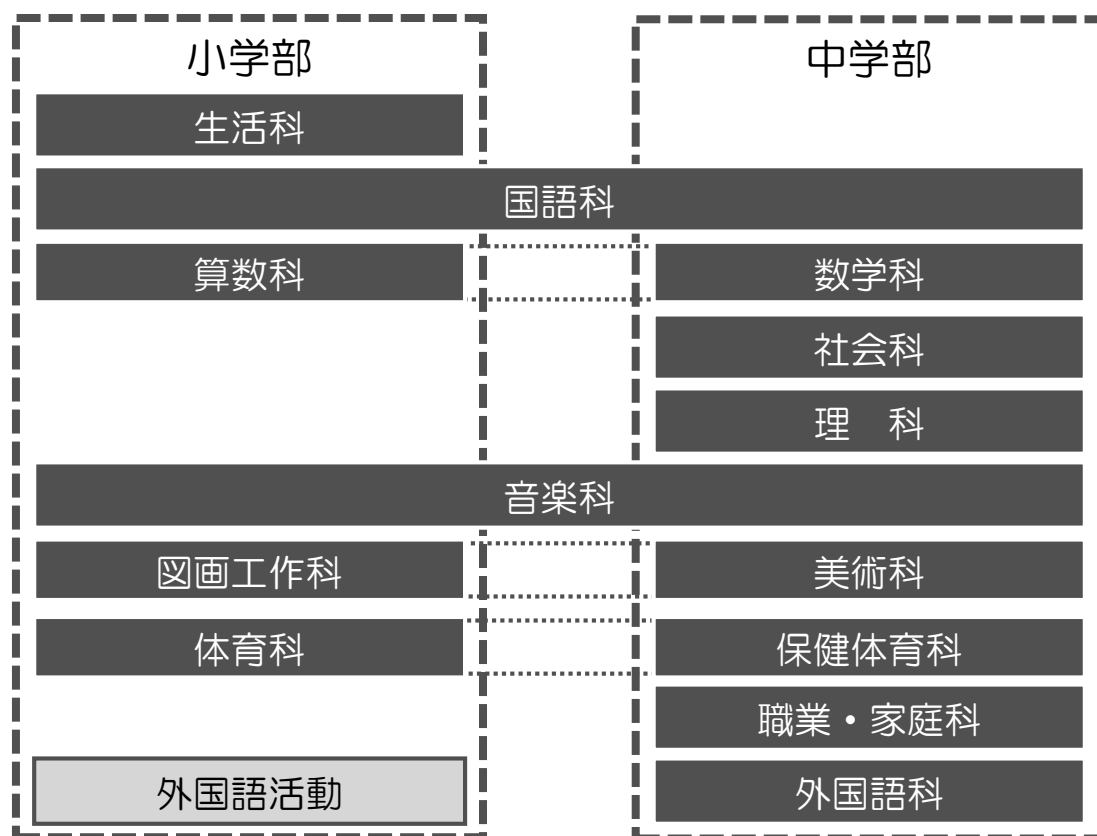 小学部
中学部
生活科
国語科
算数科
数学科
社会科
理　科
音楽科
図画工作科
美術科
体育科
保健体育科
職業・家庭科
外国語活動
外国語科